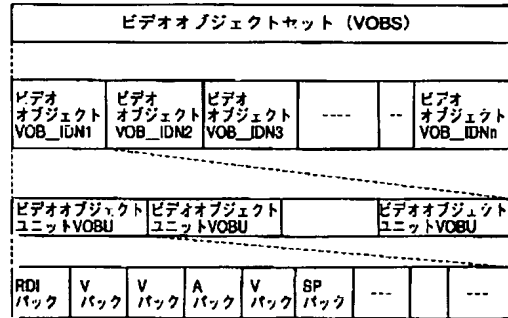 ビデオオブジェクトセット (VOBS)
ビデオ
オブジェクト
VOB_IDN1
ビデオ
オブジェクト
VOB_IDN2
ビデオ
オブジェクト
VOB_IDN3
----
--
ビデオ
オブジェクト
VOB_IDNn
ビデオオブジェクト
ユニットVOBU
ビデオオブジェクト
ユニットVOBU
ビデオオブジェクト
ユニットVOBU
RDI
パック
V
パック
V
パック
A
パック
V
パック
SP
パック
---
---